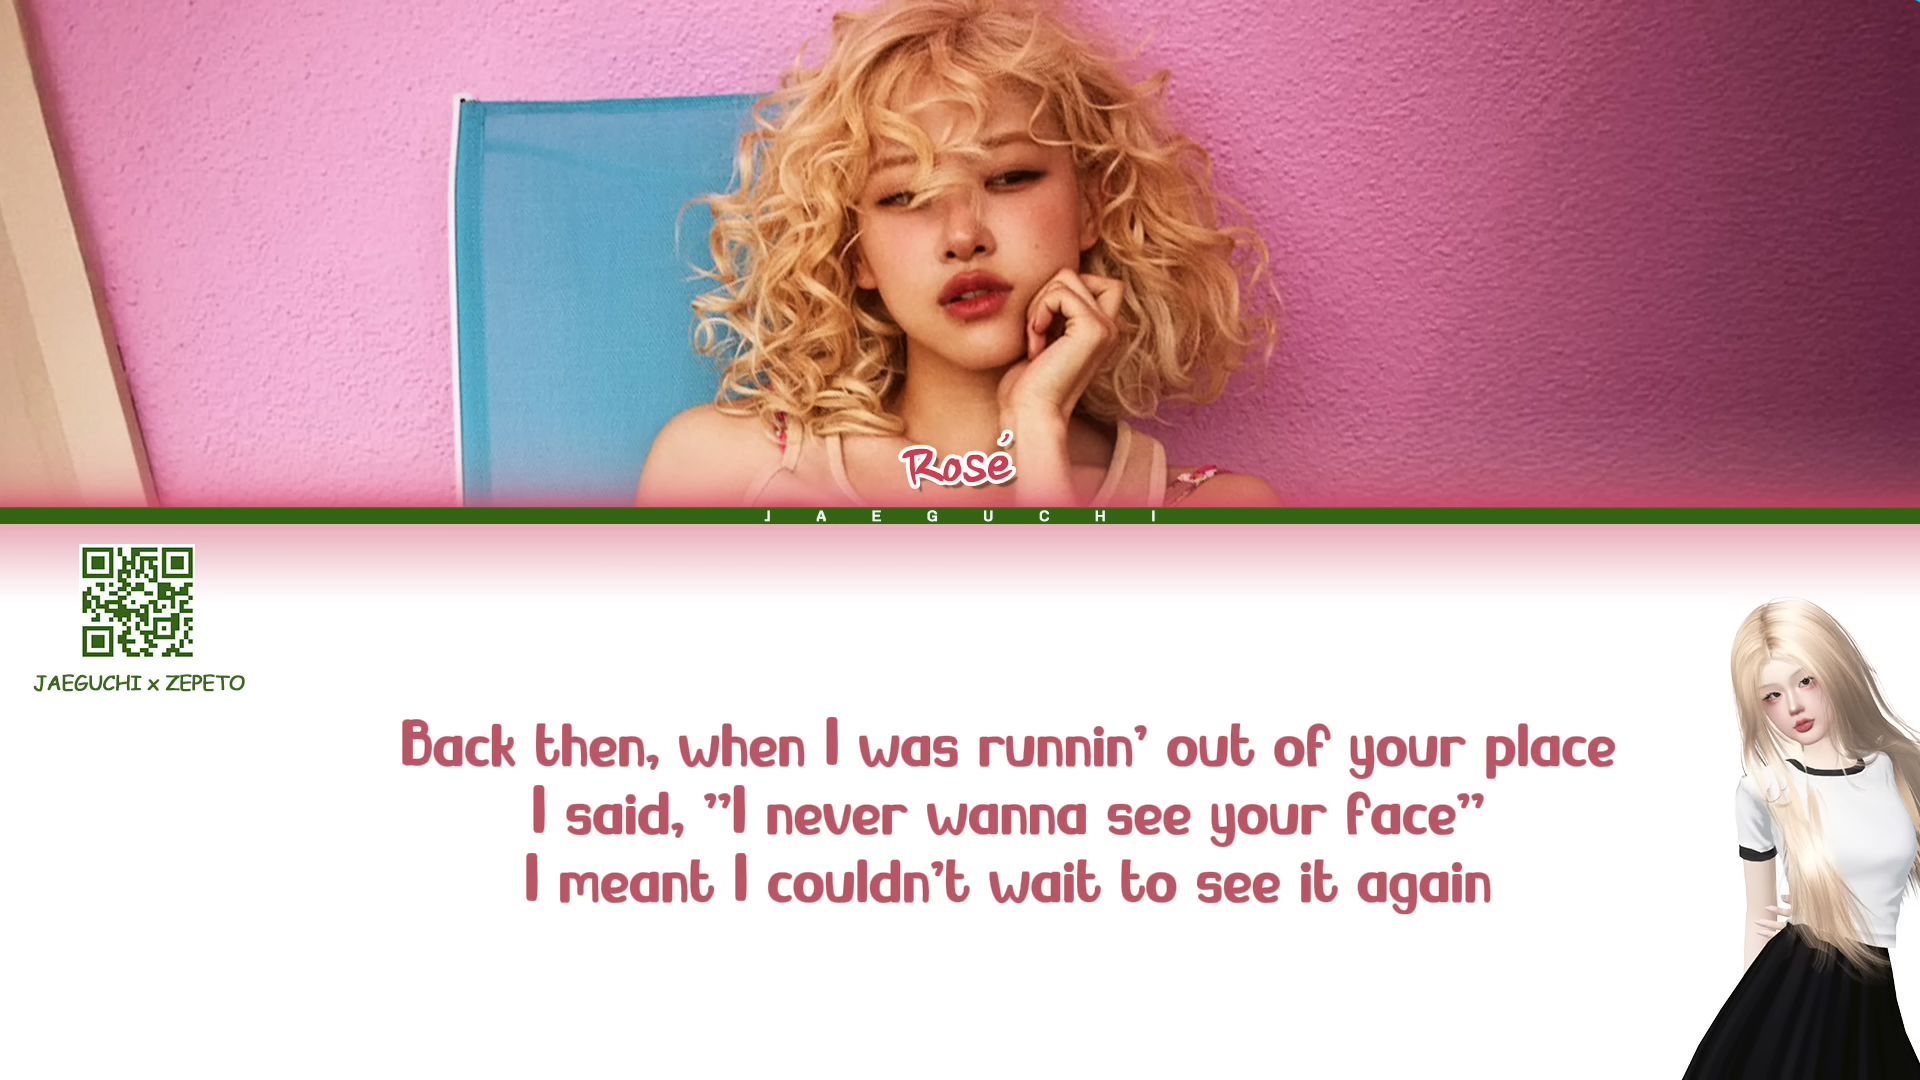 Rosé
JAEGUCHI
JAEGUCHI x ZEPETO
Back then, when I was runnin' out of your place
I said, "I never wanna see your face"
I meant I couldn't wait to see it again